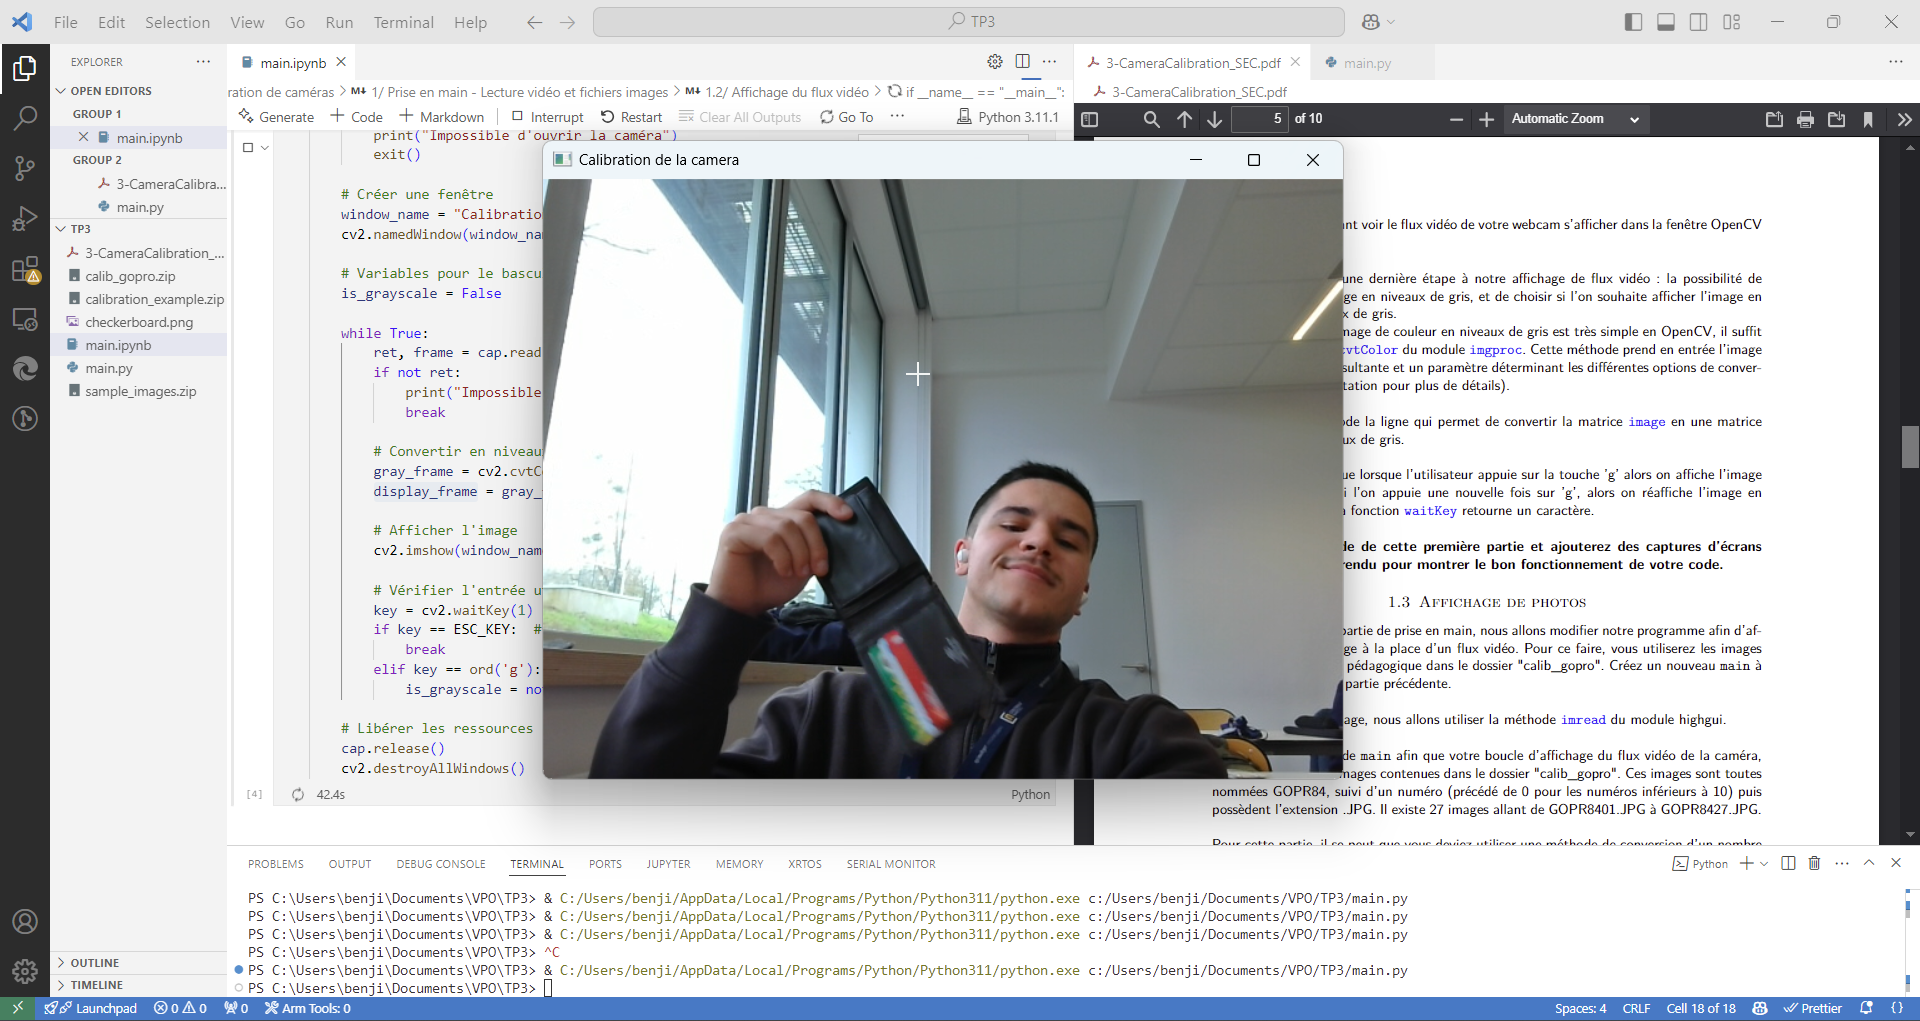 File Edit Selection View Go Run Terminal Help
TP3
EXPLORER
OPEN EDITORS
GROUP 1
main.ipynb
GROUP 2
3-CameraCalibra...
main.py
TP3
3-CameraCalibration_...
calib_gopro.zip
calibration_example.zip
checkerboard.png
main.ipynb
main.py
sample_images.zip
OUTLINE
TIMELINE
main.ipynb
ration de caméras > M↓ 1/ Prise en main - Lecture vidéo et fichiers images > M↓ 1.2/ Affichage du flux vidéo > if __name__ == "__main__":
Generate + Code + Markdown Interrupt Restart Clear All Outputs Go To ... Python 3.11.1
print("Impossible d'ouvrir la caméra")
exit()
# Créer une fenêtre
window_name = "Calibratio
cv2.namedWindow(window_na
# Variables pour le bascu
is_grayscale = False
while True:
ret, frame = cap.read
if not ret:
print("Impossible
break
# Convertir en niveau
gray_frame = cv2.cvtC
display_frame = gray_
# Afficher l'image
cv2.imshow(window_nam
# Vérifier l'entrée u
key = cv2.waitKey(1)
if key == ESC_KEY: #
break
elif key == ord('g'):
is_grayscale = no
# Libérer les ressources
cap.release()
cv2.destroyAllWindows()
[4] 42.4s Python
Calibration de la camera
3-CameraCalibration_SEC.pdf main.py
3-CameraCalibration_SEC.pdf
5 of 10 Automatic Zoom
nt voir le flux vidéo de votre webcam s'afficher dans la fenêtre OpenCV
une dernière étape à notre affichage de flux vidéo : la possibilité de
ge en niveaux de gris, et de choisir si l'on souhaite afficher l'image en
x de gris.
mage de couleur en niveaux de gris est très simple en OpenCV, il suffit
cvtColor du module imgproc. Cette méthode prend en entrée l'image
sultante et un paramètre déterminant les différentes options de conver-
tation pour plus de détails).
de la ligne qui permet de convertir la matrice image en une matrice
ux de gris.
ue lorsque l'utilisateur appuie sur la touche 'g' alors on affiche l'image
i l'on appuie une nouvelle fois sur 'g', alors on réaffiche l'image en
fonction waitKey retourne un caractère.
de de cette première partie et ajouterez des captures d'écrans
rendu pour montrer le bon fonctionnement de votre code.
1.3 AFFICHAGE DE PHOTOS
partie de prise en main, nous allons modifier notre programme afin d'af-
ge à la place d'un flux vidéo. Pour ce faire, vous utiliserez les images
pédagogique dans le dossier "calib_gopro". Créez un nouveau main à
partie précédente.
age, nous allons utiliser la méthode imread du module highgui.
de main afin que votre boucle d'affichage du flux vidéo de la caméra,
mages contenues dans le dossier "calib_gopro". Ces images sont toutes
nommées GOPR84, suivi d'un numéro (précédé de 0 pour les numéros inférieurs à 10) puis
possèdent l'extension .JPG. Il existe 27 images allant de GOPR8401.JPG à GOPR8427.JPG.
Pour cette partie, il se peut que vous deviez utiliser une méthode de conversion d'un nombre
PROBLEMS OUTPUT DEBUG CONSOLE TERMINAL PORTS JUPYTER MEMORY XRTOS SERIAL MONITOR Python
PS C:\Users\benji\Documents\VPO\TP3> & C:/Users/benji/AppData/Local/Programs/Python/Python311/python.exe c:/Users/benji/Documents/VPO/TP3/main.py
PS C:\Users\benji\Documents\VPO\TP3> & C:/Users/benji/AppData/Local/Programs/Python/Python311/python.exe c:/Users/benji/Documents/VPO/TP3/main.py
PS C:\Users\benji\Documents\VPO\TP3> & C:/Users/benji/AppData/Local/Programs/Python/Python311/python.exe c:/Users/benji/Documents/VPO/TP3/main.py
PS C:\Users\benji\Documents\VPO\TP3> ^C
PS C:\Users\benji\Documents\VPO\TP3> & C:/Users/benji/AppData/Local/Programs/Python/Python311/python.exe c:/Users/benji/Documents/VPO/TP3/main.py
PS C:\Users\benji\Documents\VPO\TP3>
Launchpad 0 0 0 Arm Tools: 0 Spaces: 4 CRLF Cell 18 of 18 Prettier